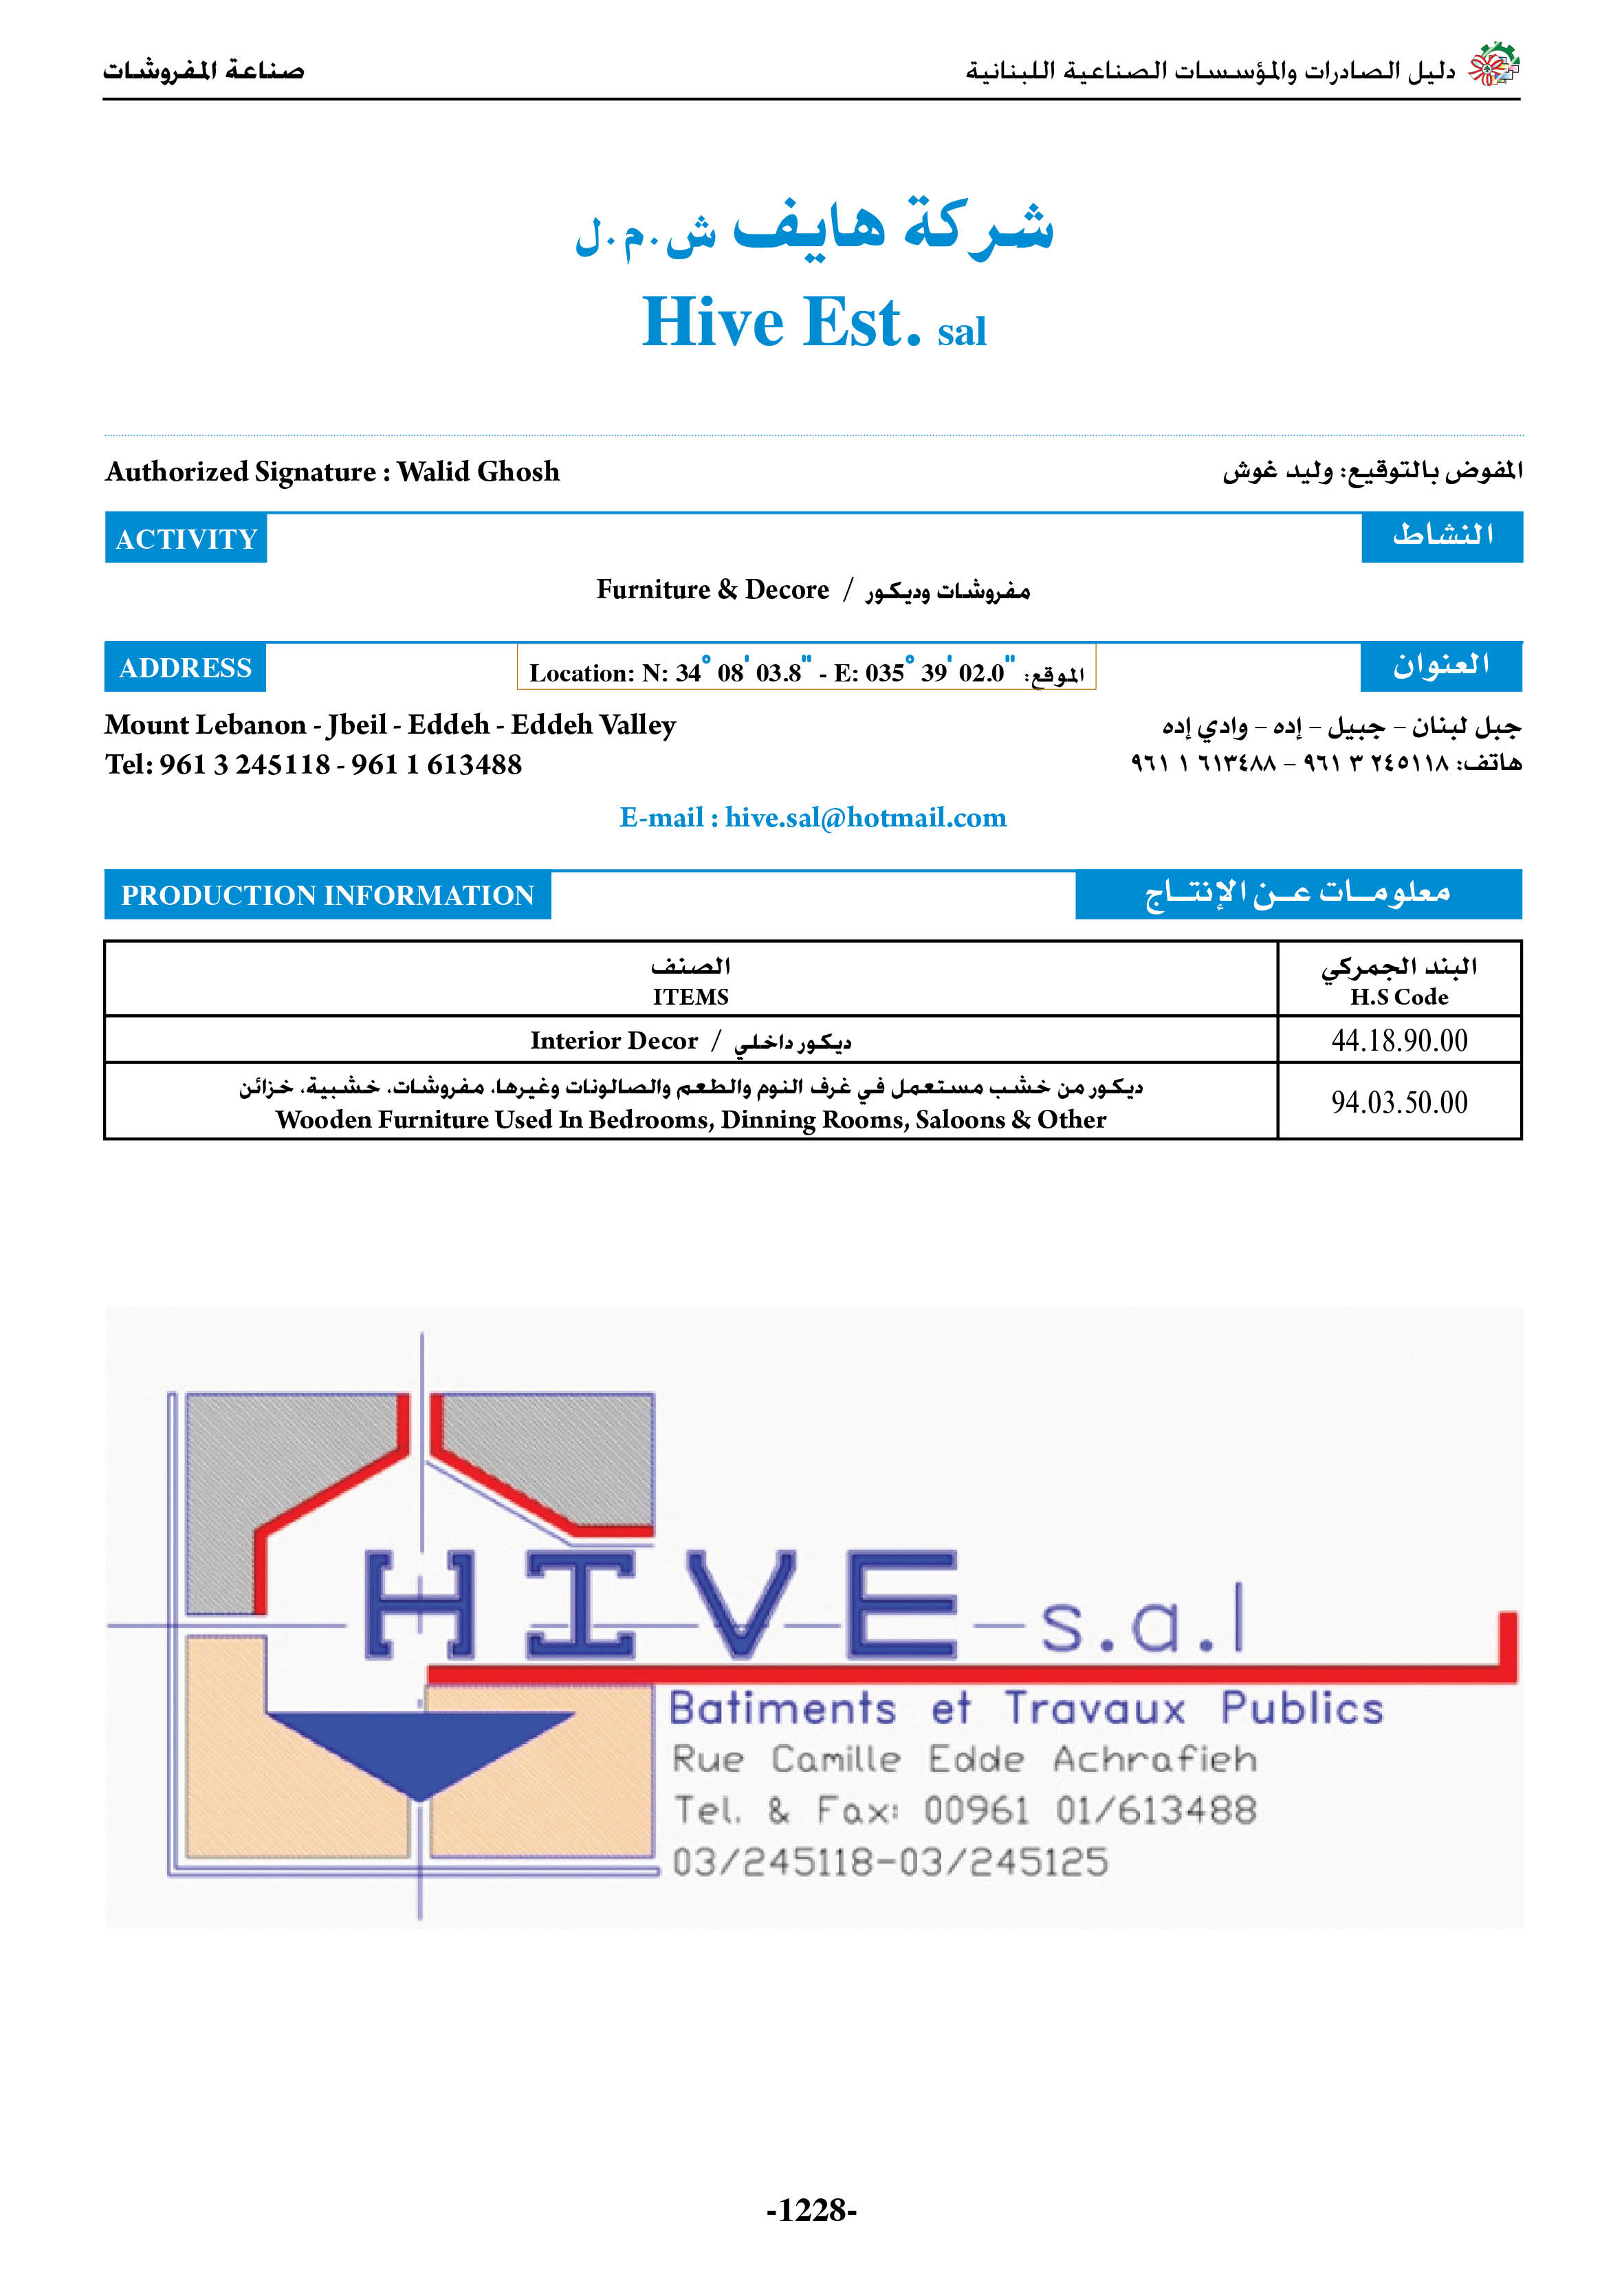 دليل الصادرات والمؤسسات الصناعية اللبنانية
صناعة المفروشات
شركة هايف ش.م.ل
Hive Est. sal
Authorized Signature : Walid Ghosh
المفوض بالتوقيع: وليد غوش
ACTIVITY
النشاط
Furniture & Decore / مفروشات وديكور
ADDRESS
Location: N: 34° 08' 03.8" - E: 035° 39' 02.0" :الموقع
العنوان
Mount Lebanon - Jbeil - Eddeh - Eddeh Valley
جبل لبنان – جبيل – إده – وادي إده
Tel: 961 3 245118 - 961 1 613488
هاتف: ٢٤٥١١٨ ٣ ٩٦١ – ٦١٣٤٨٨ ١ ٩٦١
E-mail : hive.sal@hotmail.com
PRODUCTION INFORMATION
معلومات عن الإنتاج
الصنف
ITEMS
البند الجمركي
H.S Code
Interior Decor / ديكور داخلي
44.18.90.00
ديكور من خشب مستعمل في غرف النوم والطعم والصالونات وغيرها، مفروشات، خشبية، خزائن
Wooden Furniture Used In Bedrooms, Dinning Rooms, Saloons & Other
94.03.50.00
HIVE s.a.l
Batiments et Travaux Publics
Rue Camille Edde Achrafieh
Tel. & Fax: 00961 01/613488
03/245118-03/245125
-1228-